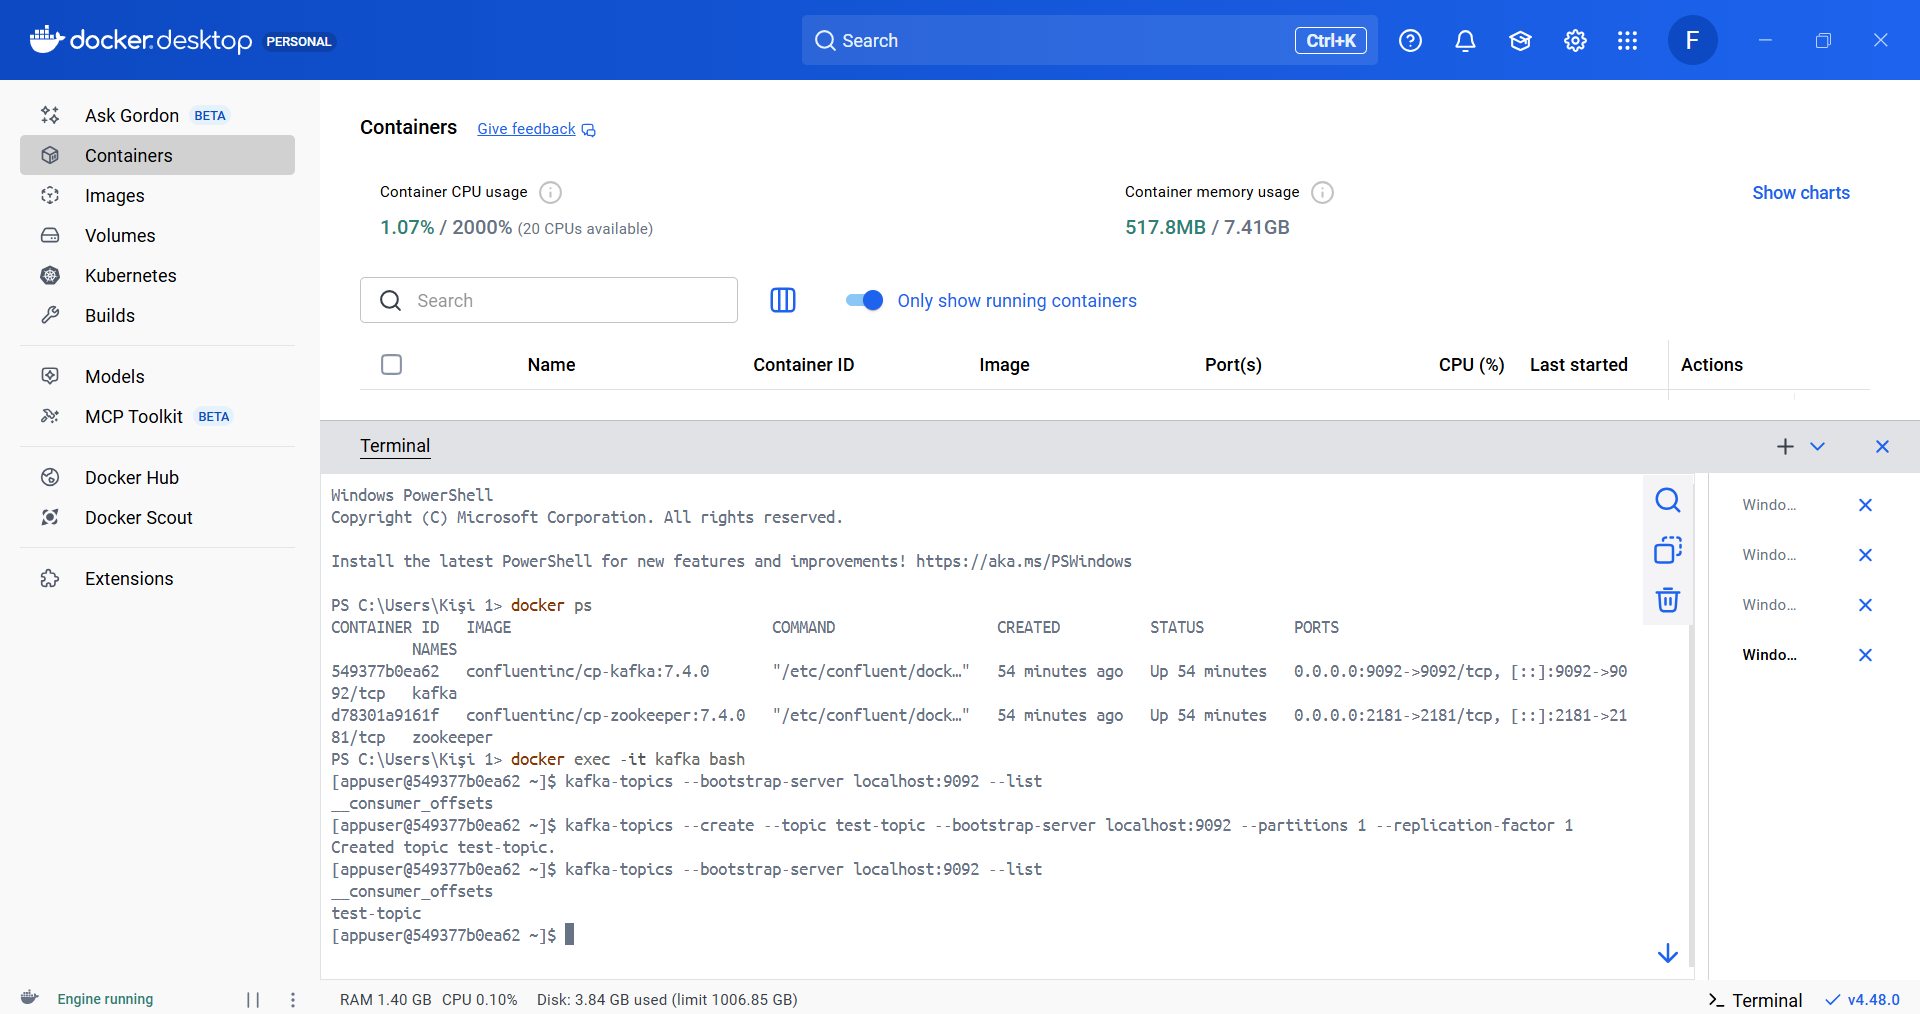 docker.desktop PERSONAL
Search Ctrl+K
F
Ask Gordon BETA
Containers
Images
Volumes
Kubernetes
Builds
Models
MCP Toolkit BETA
Docker Hub
Docker Scout
Extensions
Containers Give feedback
Container CPU usage
1.07% / 2000% (20 CPUs available)
Container memory usage
517.8MB / 7.41GB
Show charts
Search
Only show running containers
Name Container ID Image Port(s) CPU (%) Last started Actions
Terminal
Windows PowerShell
Copyright (C) Microsoft Corporation. All rights reserved.
Install the latest PowerShell for new features and improvements! https://aka.ms/PSWindows
PS C:\Users\Kişi 1> docker ps
CONTAINER ID   IMAGE                             COMMAND                  CREATED          STATUS          PORTS
         NAMES
549377b0ea62   confluentinc/cp-kafka:7.4.0       "/etc/confluent/dock…"   54 minutes ago   Up 54 minutes   0.0.0.0:9092->9092/tcp, [::]:9092->90
92/tcp   kafka
d78301a9161f   confluentinc/cp-zookeeper:7.4.0   "/etc/confluent/dock…"   54 minutes ago   Up 54 minutes   0.0.0.0:2181->2181/tcp, [::]:2181->21
81/tcp   zookeeper
PS C:\Users\Kişi 1> docker exec -it kafka bash
[appuser@549377b0ea62 ~]$ kafka-topics --bootstrap-server localhost:9092 --list
__consumer_offsets
[appuser@549377b0ea62 ~]$ kafka-topics --create --topic test-topic --bootstrap-server localhost:9092 --partitions 1 --replication-factor 1
Created topic test-topic.
[appuser@549377b0ea62 ~]$ kafka-topics --bootstrap-server localhost:9092 --list
__consumer_offsets
test-topic
[appuser@549377b0ea62 ~]$
Windo...
Windo...
Windo...
Windo...
Engine running
RAM 1.40 GB CPU 0.10% Disk: 3.84 GB used (limit 1006.85 GB)
Terminal
v4.48.0